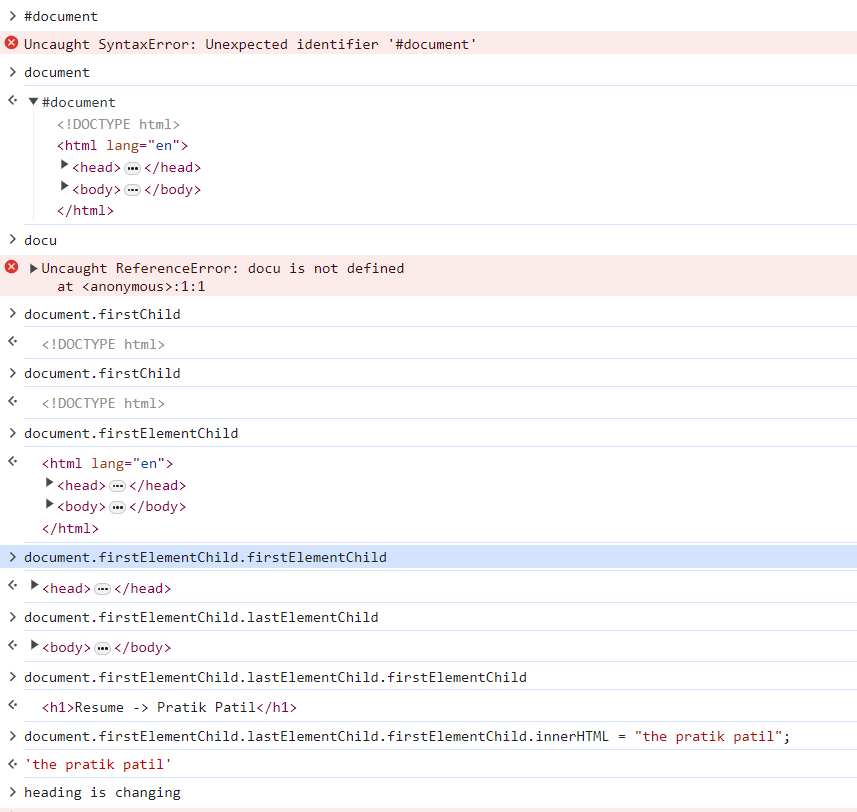 #document
Uncaught SyntaxError: Unexpected identifier '#document'
document
#document
<!DOCTYPE html>
<html lang="en">
<head> ••• </head>
<body> ••• </body>
</html>
docu
Uncaught ReferenceError: docu is not defined
at <anonymous>:1:1
document.firstChild
<!DOCTYPE html>
document.firstChild
<!DOCTYPE html>
document.firstElementChild
<html lang="en">
<head> ••• </head>
<body> ••• </body>
</html>
document.firstElementChild.firstElementChild
<head> ••• </head>
document.firstElementChild.lastElementChild
<body> ••• </body>
document.firstElementChild.lastElementChild.firstElementChild
<h1>Resume -> Pratik Patil</h1>
document.firstElementChild.lastElementChild.firstElementChild.innerHTML = "the pratik patil";
'the pratik patil'
heading is changing